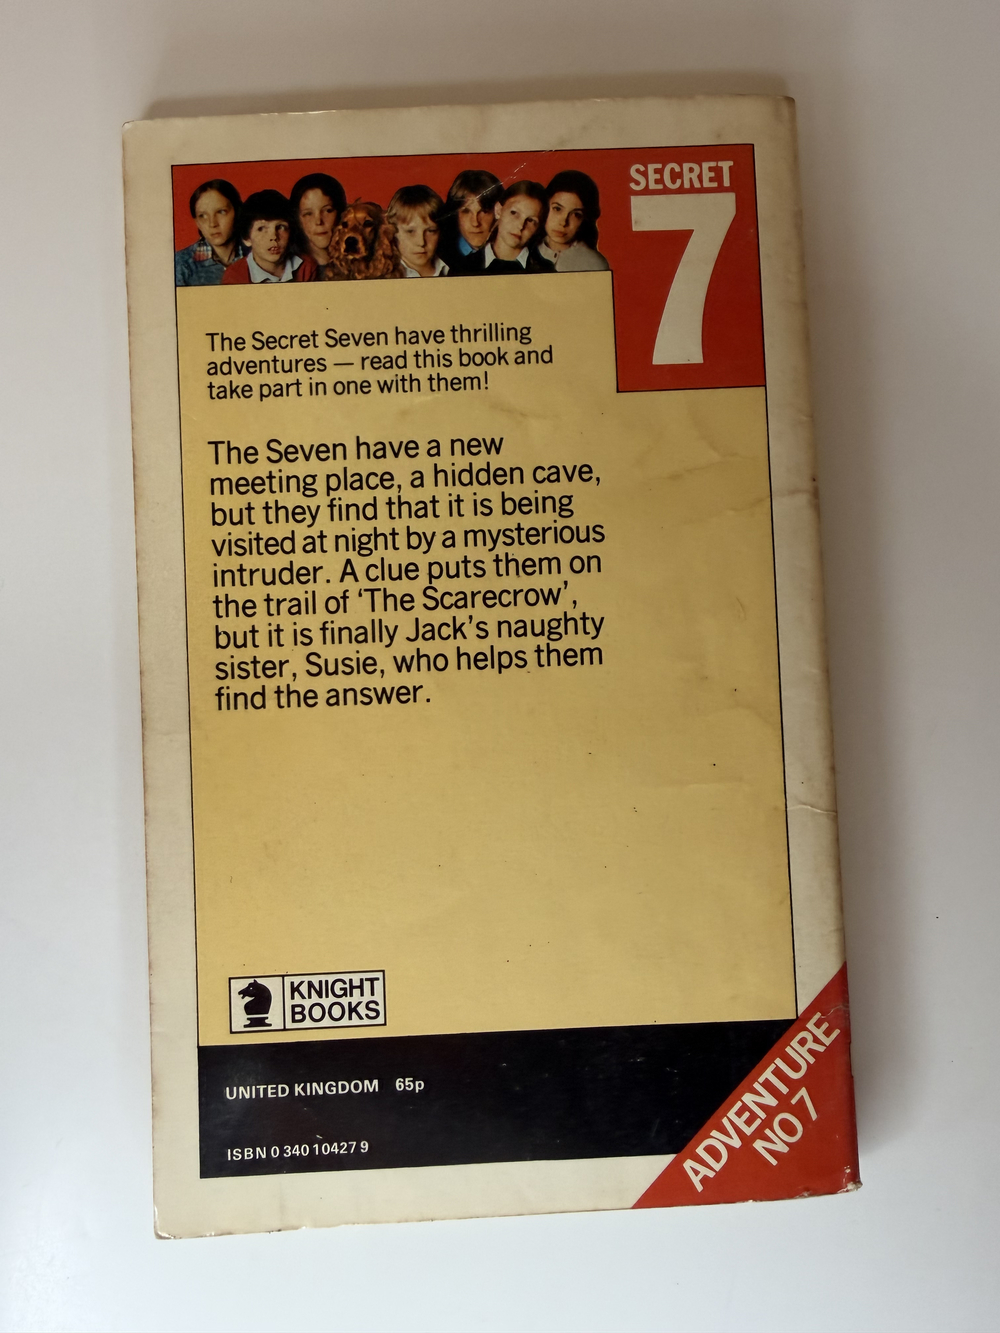 SECRET
7
The Secret Seven have thrilling
adventures — read this book and
take part in one with them!
The Seven have a new
meeting place, a hidden cave,
but they find that it is being
visited at night by a mysterious
intruder. A clue puts them on
the trail of ‘The Scarecrow’,
but it is finally Jack’s naughty
sister, Susie, who helps them
find the answer.
KNIGHT
BOOKS
UNITED KINGDOM 65p
ISBN 0 340 10427 9
ADVENTURE
NO 7